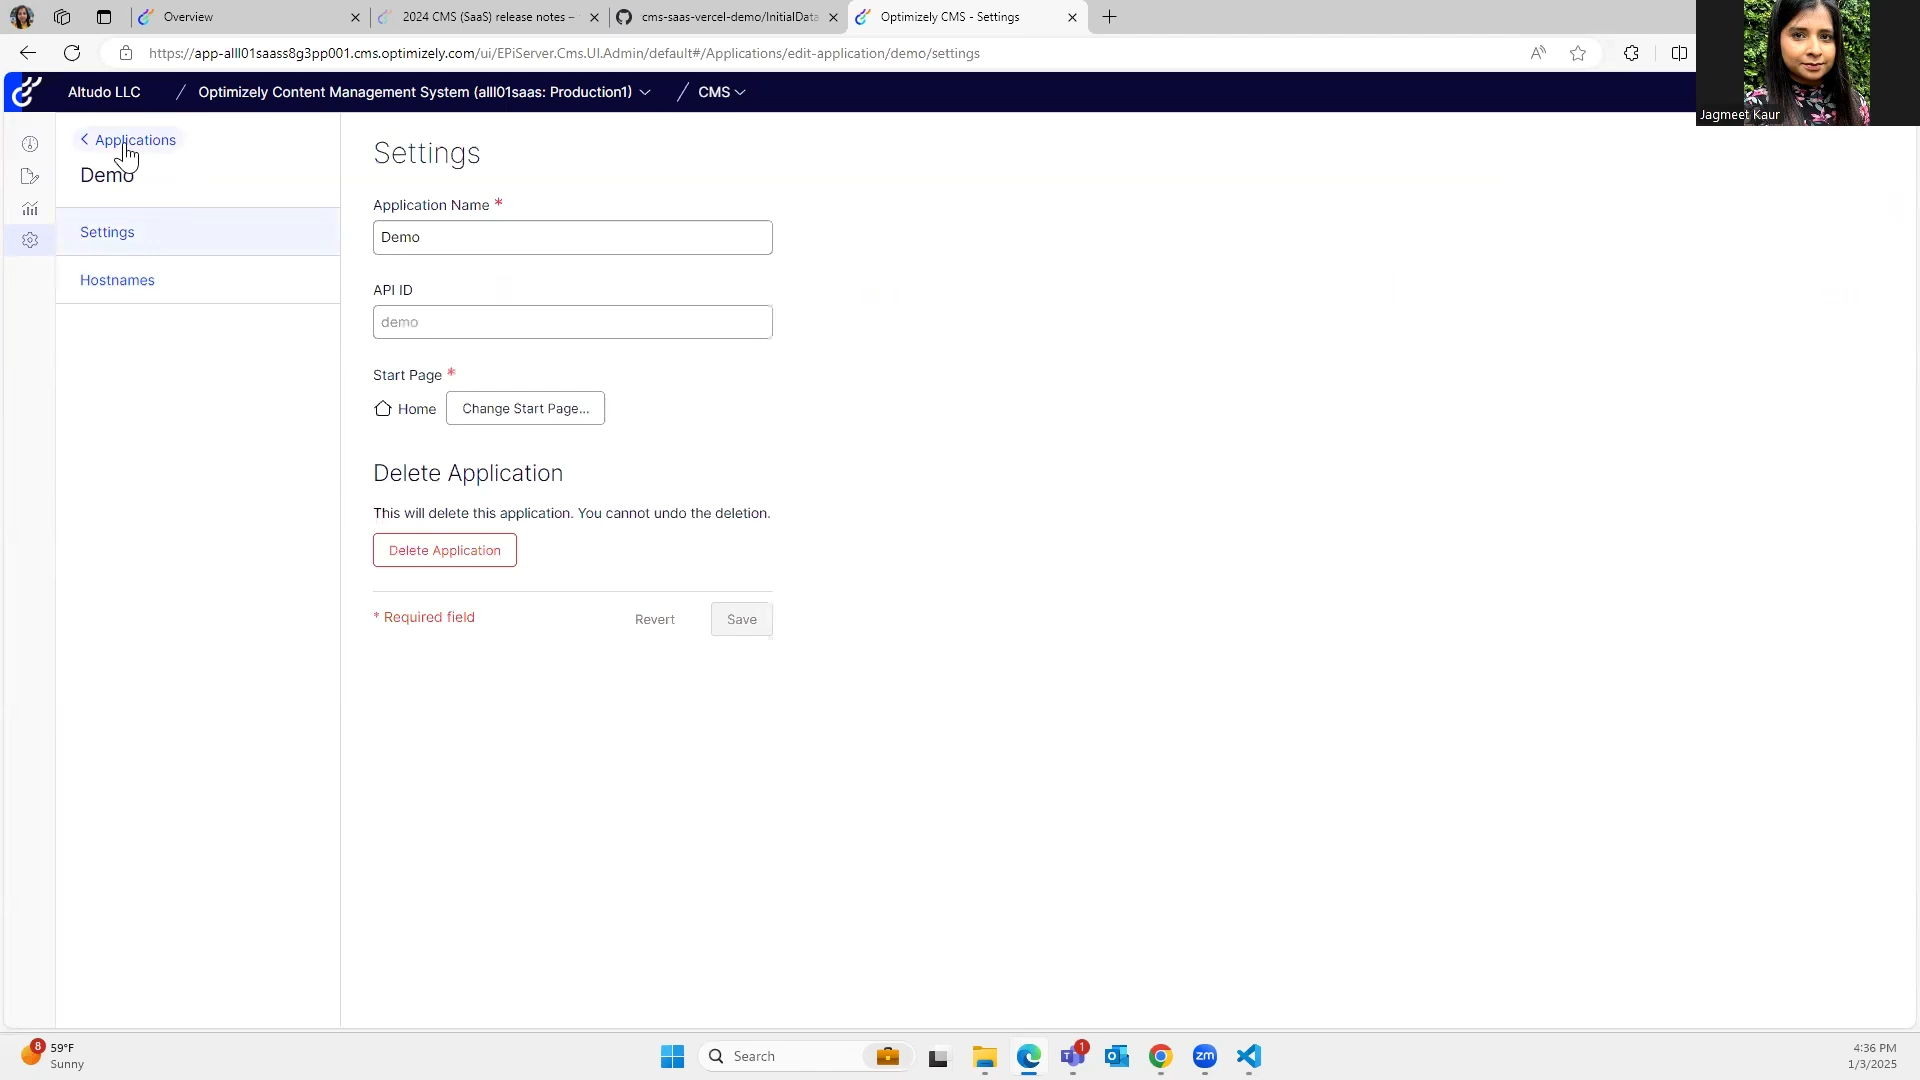 Overview
2024 CMS (SaaS) release notes –
cms-saas-vercel-demo/InitialData
Optimizely CMS - Settings
https://app-alll01saass8g3pp001.cms.optimizely.com/ui/EPiServer.Cms.UI.Admin/default#/Applications/edit-application/demo/settings
Altudo LLC / Optimizely Content Management System (alll01saas: Production1) / CMS
Jagmeet Kaur
Applications
Demo
Settings
Hostnames
Settings
Application Name *
Demo
API ID
demo
Start Page *
Home
Change Start Page...
Delete Application
This will delete this application. You cannot undo the deletion.
Delete Application
* Required field
Revert
Save
8
59°F
Sunny
Search
1
zm
4:36 PM
1/3/2025